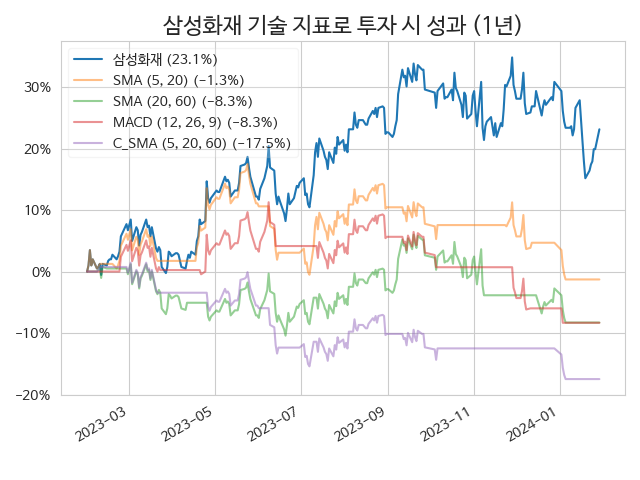 삼성화재 기술 지표로 투자 시 성과 (1년)
삼성화재 (23.1%)
SMA (5, 20) (−1.3%)
SMA (20, 60) (−8.3%)
MACD (12, 26, 9) (−8.3%)
C_SMA (5, 20, 60) (−17.5%)
30%
20%
10%
0%
−10%
−20%
2023−03
2023−05
2023−07
2023−09
2023−11
2024−01